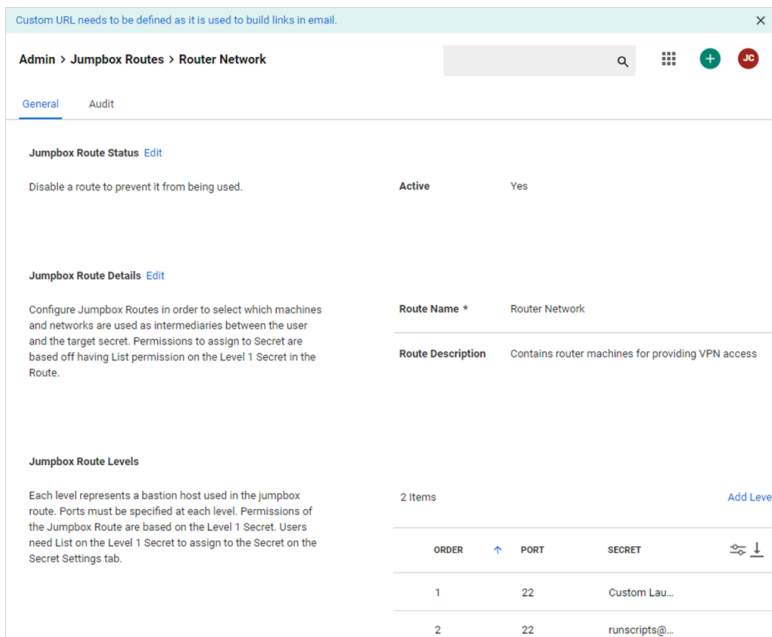 Custom URL needs to be defined as it is used to build links in email.
Admin > Jumpbox Routes > Router Network
JC
General Audit
Jumpbox Route Status Edit
Disable a route to prevent it from being used.
Active Yes
Jumpbox Route Details Edit
Configure Jumpbox Routes in order to select which machines
and networks are used as intermediaries between the user
and the target secret. Permissions to assign to Secret are
based off having List permission on the Level 1 Secret in the
Route.
Route Name * Router Network
Route Description Contains router machines for providing VPN access
Jumpbox Route Levels
Each level represents a bastion host used in the jumpbox
route. Ports must be specified at each level. Permissions of
the Jumpbox Route are based on the Level 1 Secret. Users
need List on the Level 1 Secret to assign to the Secret on the
Secret Settings tab.
2 Items Add Leve
ORDER PORT SECRET
1 22 Custom Lau...
2 22 runscripts@...